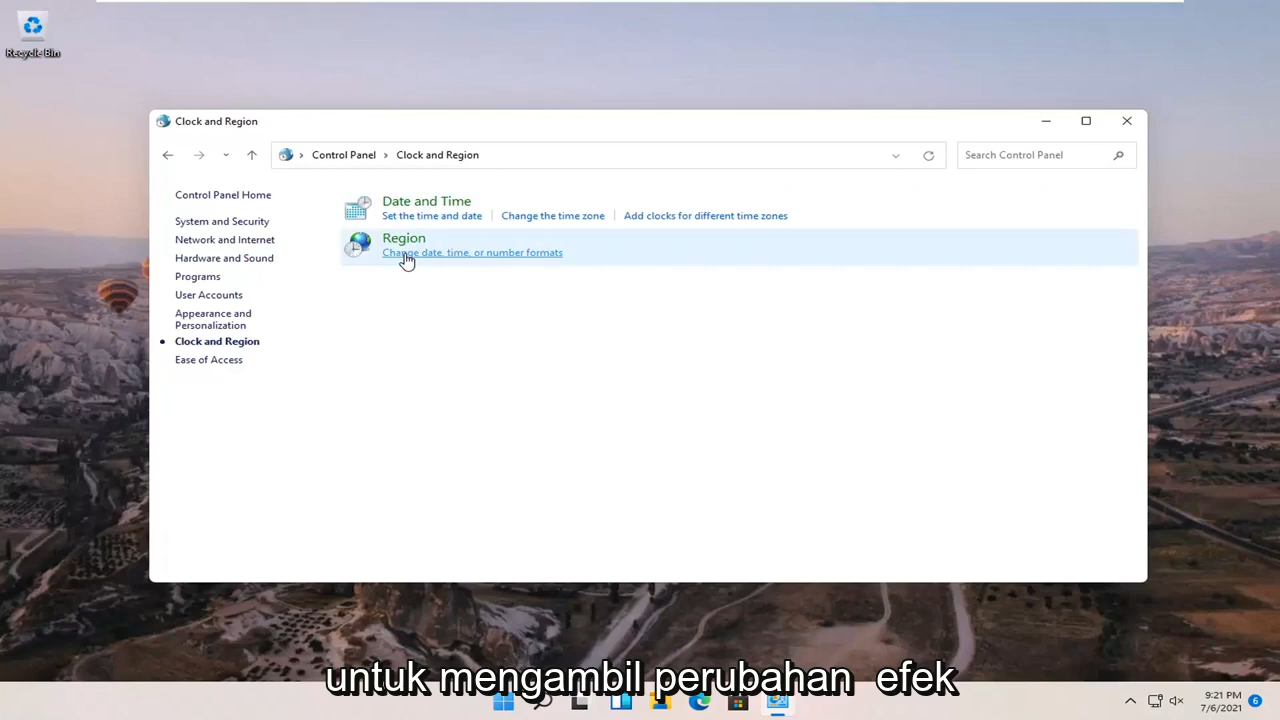 Recycle Bin
Clock and Region
Control Panel
Clock and Region
Search Control Panel
Control Panel Home
System and Security
Network and Internet
Hardware and Sound
Programs
User Accounts
Appearance and
Personalization
Clock and Region
Ease of Access
Date and Time
Set the time and date
Change the time zone
Add clocks for different time zones
Region
Change date, time, or number formats
untuk mengambil perubahan efek
9:21 PM
7/6/2021
6